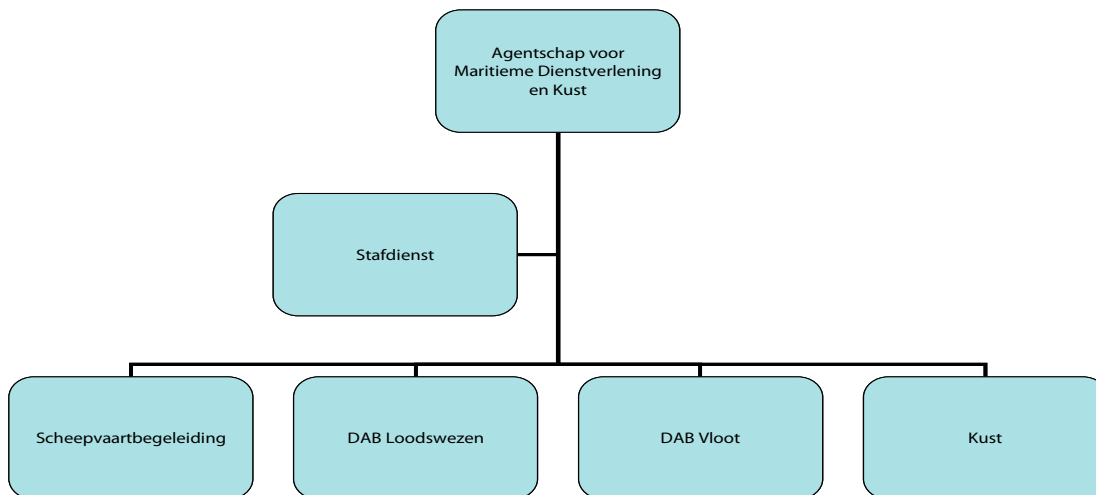 Agentschap voor
Maritieme Dienstverlening
en Kust
Stafdienst
Scheepvaartbegeleiding
DAB Loodswezen
DAB Vloot
Kust